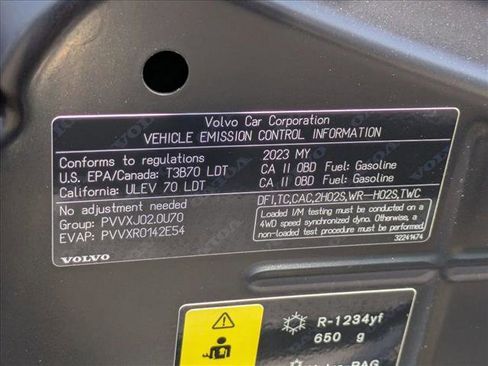 Volvo Car Corporation
VEHICLE EMISSION CONTROL INFORMATION
Conforms to regulations 2023 MY
U.S. EPA/Canada: T3B70 LDT CA II OBD Fuel: Gasoline
California: ULEV 70 LDT CA II OBD Fuel: Gasoline
No adjustment needed DFI,TC,CAC,2HO2S,WR-HO2S,TWC
Group: PVVXJ02.0U70
EVAP: PVVXR0142E54
Loaded I/M testing must be conducted on a
4WD speed synchronized dyno. Otherwise, a
non-loaded test procedure must be performed.
32241474
VOLVO
R-1234yf
650 g
PAG